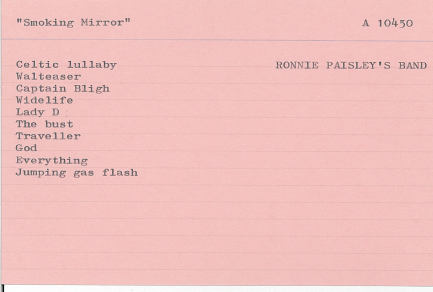 "Smoking Mirror" A 10450
Celtic lullaby RONNIE PAISLEY'S BAND
Walteaser
Captain Bligh
Widelife
Lady D
The bust
Traveller
God
Everything
Jumping gas flash